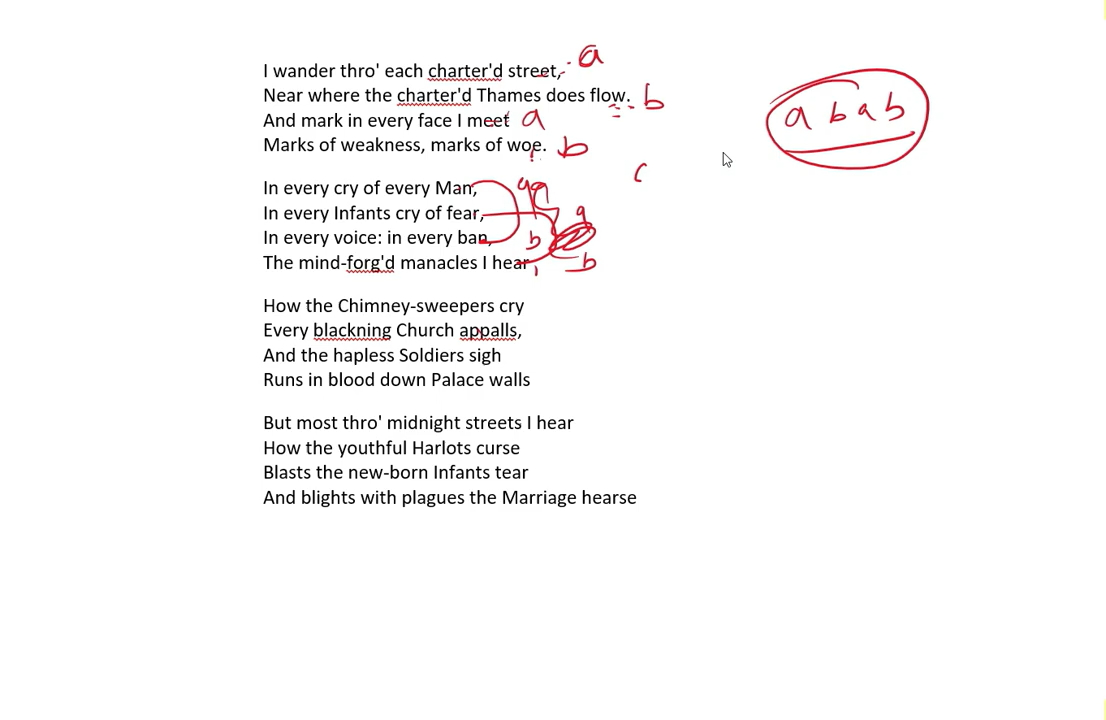 I wander thro' each charter'd street, a
Near where the charter'd Thames does flow. b
And mark in every face I meet a
Marks of weakness, marks of woe. b
a b a b
c
In every cry of every Man, a a
In every Infants cry of fear, a
In every voice: in every ban, b
The mind-forg'd manacles I hear b
How the Chimney-sweepers cry
Every blackning Church appalls,
And the hapless Soldiers sigh
Runs in blood down Palace walls
But most thro' midnight streets I hear
How the youthful Harlots curse
Blasts the new-born Infants tear
And blights with plagues the Marriage hearse